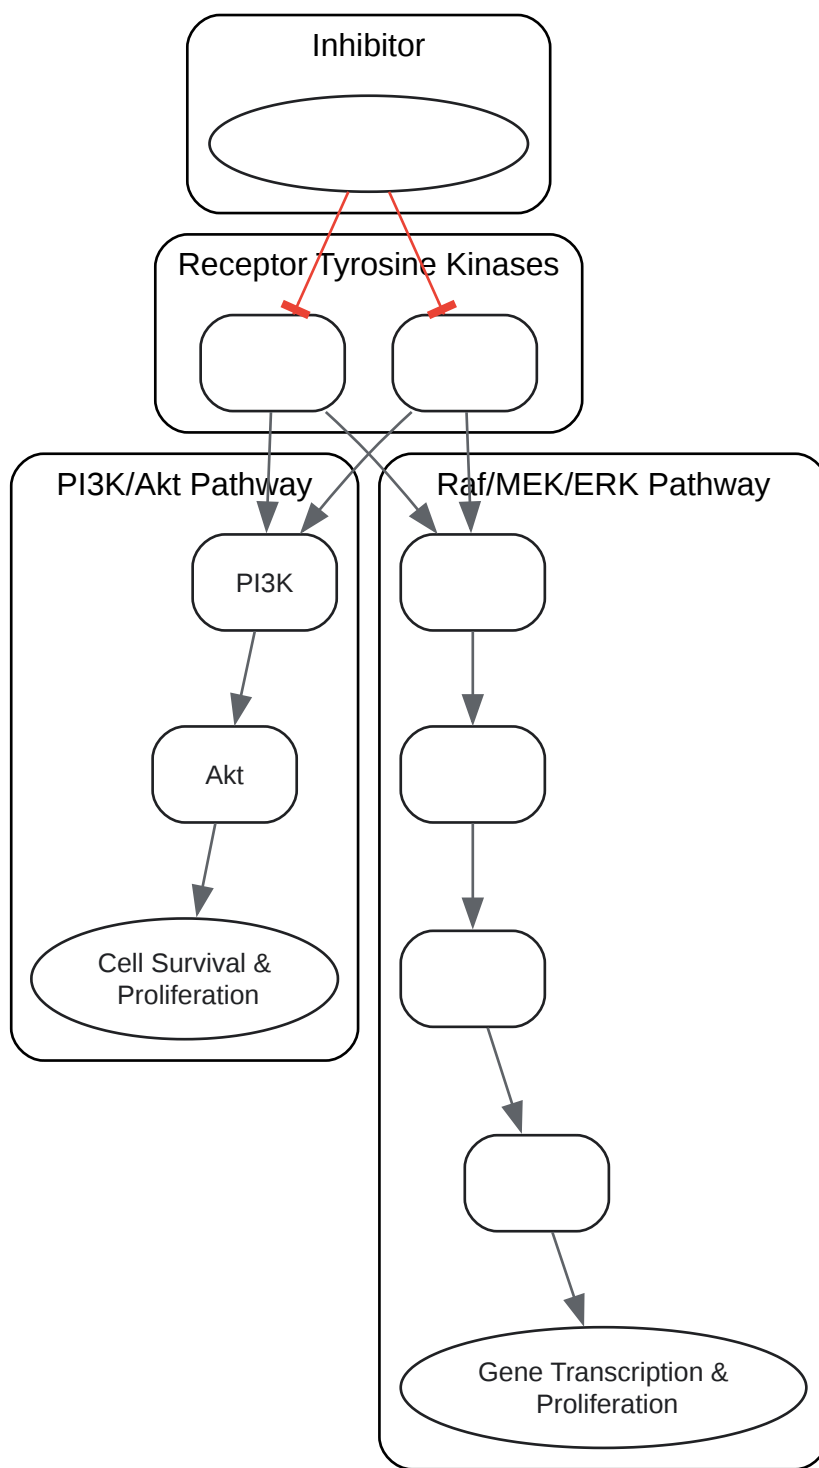 Inhibitor
Receptor Tyrosine Kinases
PI3K/Akt Pathway
Raf/MEK/ERK Pathway
PI3K
Akt
Cell Survival &
Proliferation
Gene Transcription &
Proliferation